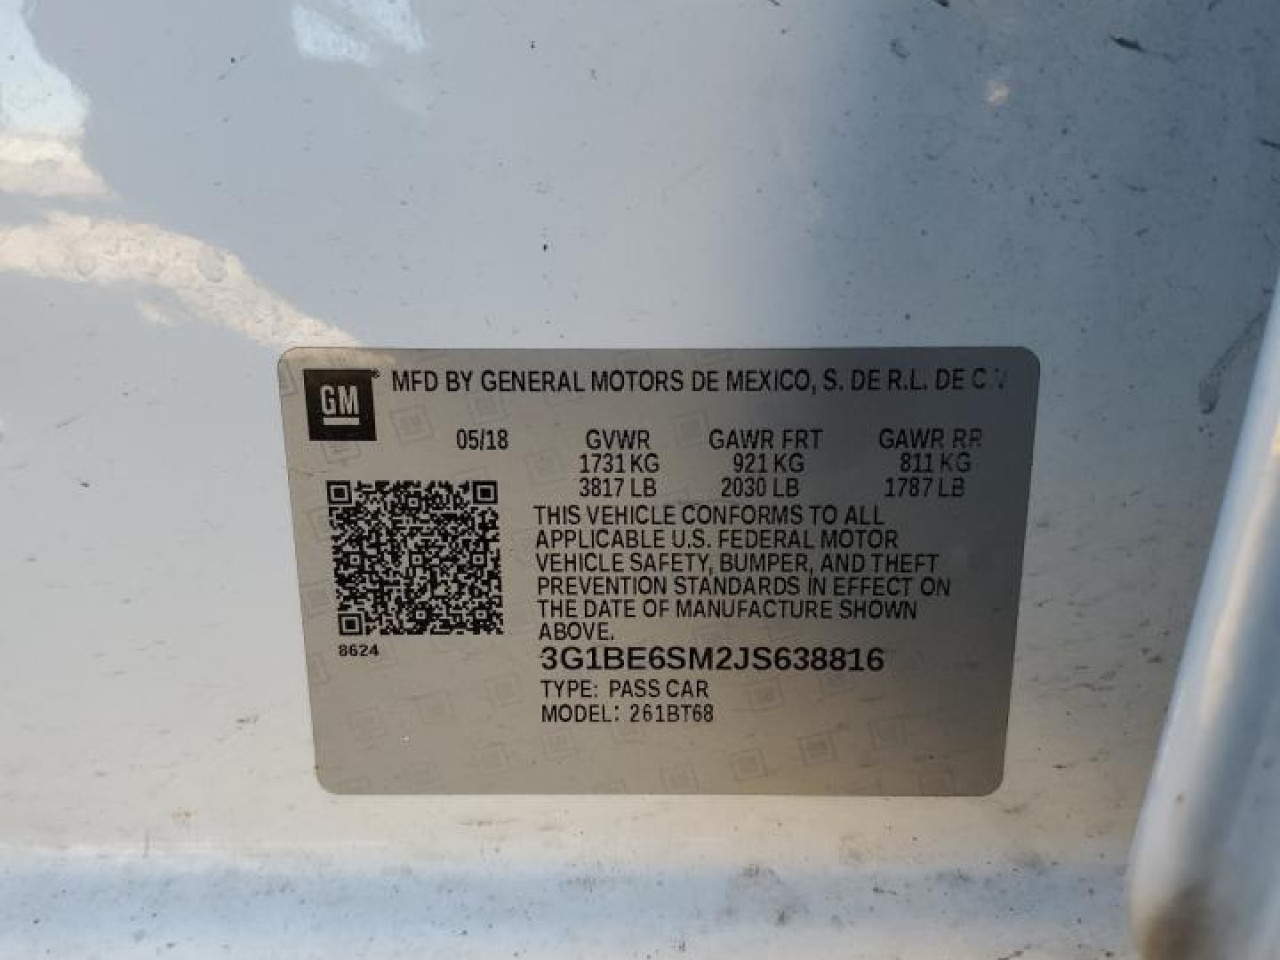 GM
MFD BY GENERAL MOTORS DE MEXICO, S. DE R.L. DE C.V
05/18 GVWR GAWR FRT GAWR RR
1731 KG 921 KG 811 KG
3817 LB 2030 LB 1787 LB
THIS VEHICLE CONFORMS TO ALL
APPLICABLE U.S. FEDERAL MOTOR
VEHICLE SAFETY, BUMPER, AND THEFT
PREVENTION STANDARDS IN EFFECT ON
THE DATE OF MANUFACTURE SHOWN
ABOVE.
8624
3G1BE6SM2JS638816
TYPE: PASS CAR
MODEL: 261BT68